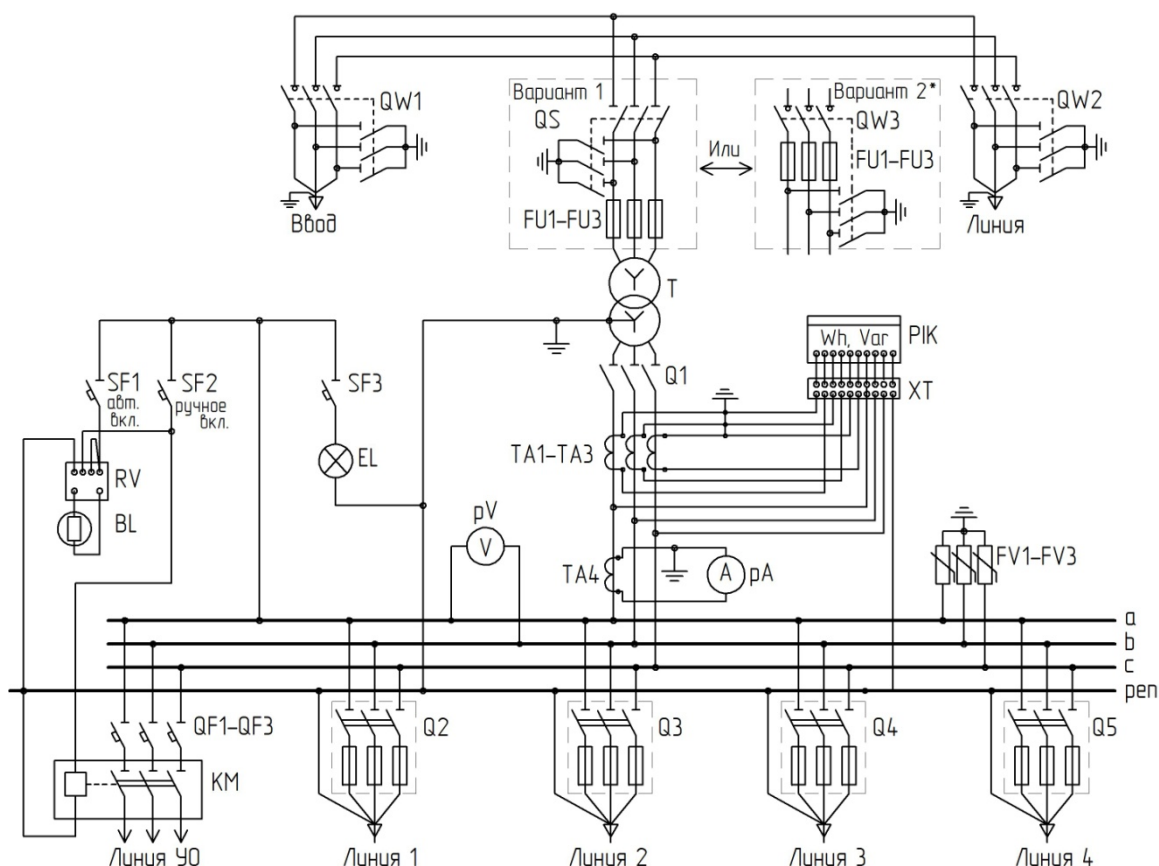 QW1
Вариант 1
QS
FU1-FU3
Или
Вариант 2*
QW3
FU1-FU3
QW2
Ввод
Линия
T
Wh, Var
PIK
XT
SF1
авт.
вкл.
SF2
ручное
вкл.
SF3
Q1
TA1-TA3
EL
RV
BL
pV
V
TA4
A
pA
FV1-FV3
a
b
c
pen
QF1-QF3
Q2
Q3
Q4
Q5
KM
Линия УО
Линия 1
Линия 2
Линия 3
Линия 4